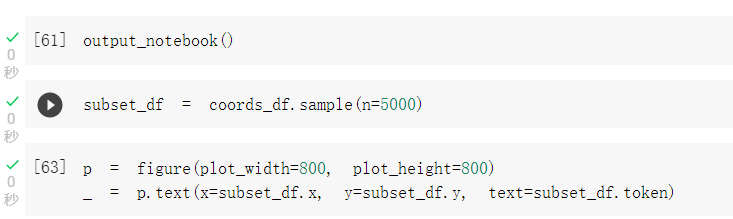 [61] output_notebook()
0
秒
subset_df = coords_df.sample(n=5000)
0
秒
[63] p = figure(plot_width=800, plot_height=800)
0
_ = p.text(x=subset_df.x, y=subset_df.y, text=subset_df.token)
秒